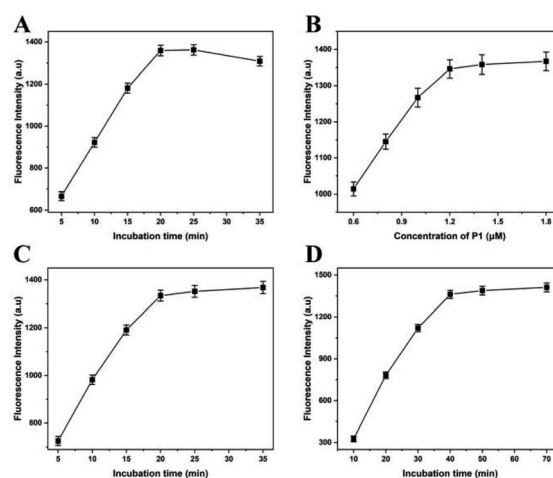 A
Fluorescence Intensity (a.u)
1400
1200
1000
800
600
5 10 15 20 25 30 35
Incubation time (min)
B
Fluorescence Intensity (a.u)
1400
1300
1200
1100
1000
0.6 0.9 1.2 1.5 1.8
Concentration of P1 (μM)
C
Fluorescence Intensity (a.u)
1400
1200
1000
800
5 10 15 20 25 30 35
Incubation time (min)
D
Fluorescence Intensity (a.u)
1500
1200
900
600
300
10 20 30 40 50 60 70
Incubation time (min)